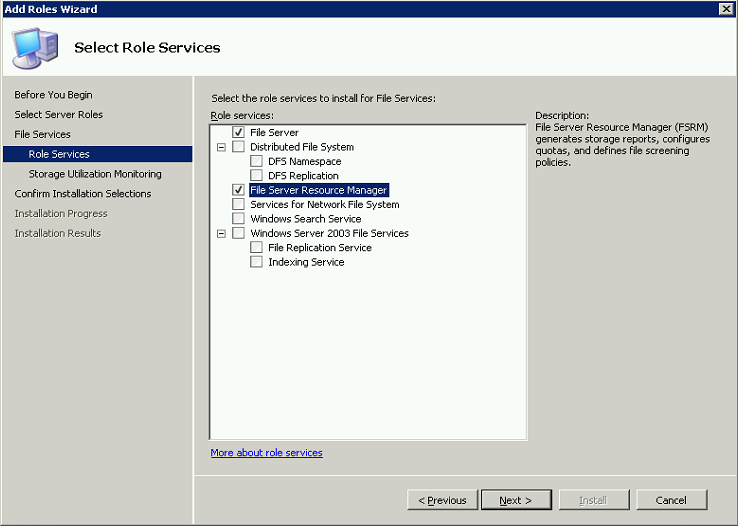 Add Roles Wizard
Select Role Services
Before You Begin
Select Server Roles
File Services
Role Services
Storage Utilization Monitoring
Confirm Installation Selections
Installation Progress
Installation Results
Select the role services to install for File Services:
Role services:
File Server
Distributed File System
DFS Namespace
DFS Replication
File Server Resource Manager
Services for Network File System
Windows Search Service
Windows Server 2003 File Services
File Replication Service
Indexing Service
More about role services
Description:
File Server Resource Manager (FSRM)
generates storage reports, configures
quotas, and defines file screening
policies.
< Previous
Next >
Install
Cancel